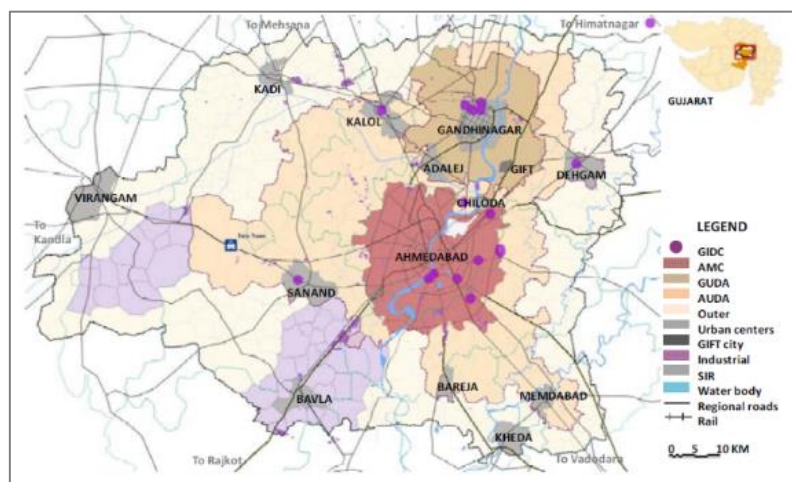 To Mehsana
To Himatnagar
KADI
KALOL
GANDHINAGAR
GUJARAT
ADALEJ
GIFT
DEHGAM
VIRANGAM
CHILODA
To
Kandla
AHMEDABAD
SANAND
BAREJA
MEMDABAD
BAVLA
KHEDA
To Rajkot
To Vadodara
LEGEND
GIDC
AMC
GUDA
AUDA
Outer
Urban centers
GIFT city
Industrial
SIR
Water body
Regional roads
Rail
0 5 10 KM